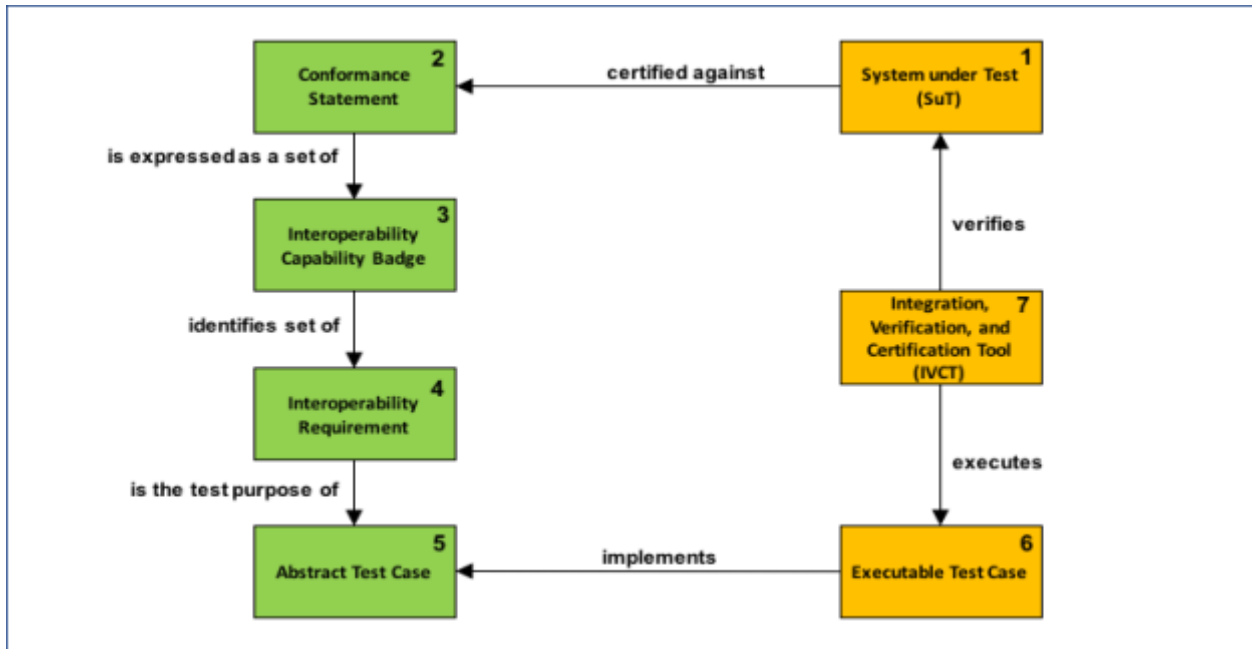 2
Conformance
Statement
certified against
1
System under Test
(SuT)
is expressed as a set of
3
Interoperability
Capability Badge
verifies
identifies set of
7
Integration,
Verification, and
Certification Tool
(IVCT)
4
Interoperability
Requirement
executes
is the test purpose of
5
Abstract Test Case
implements
6
Executable Test Case